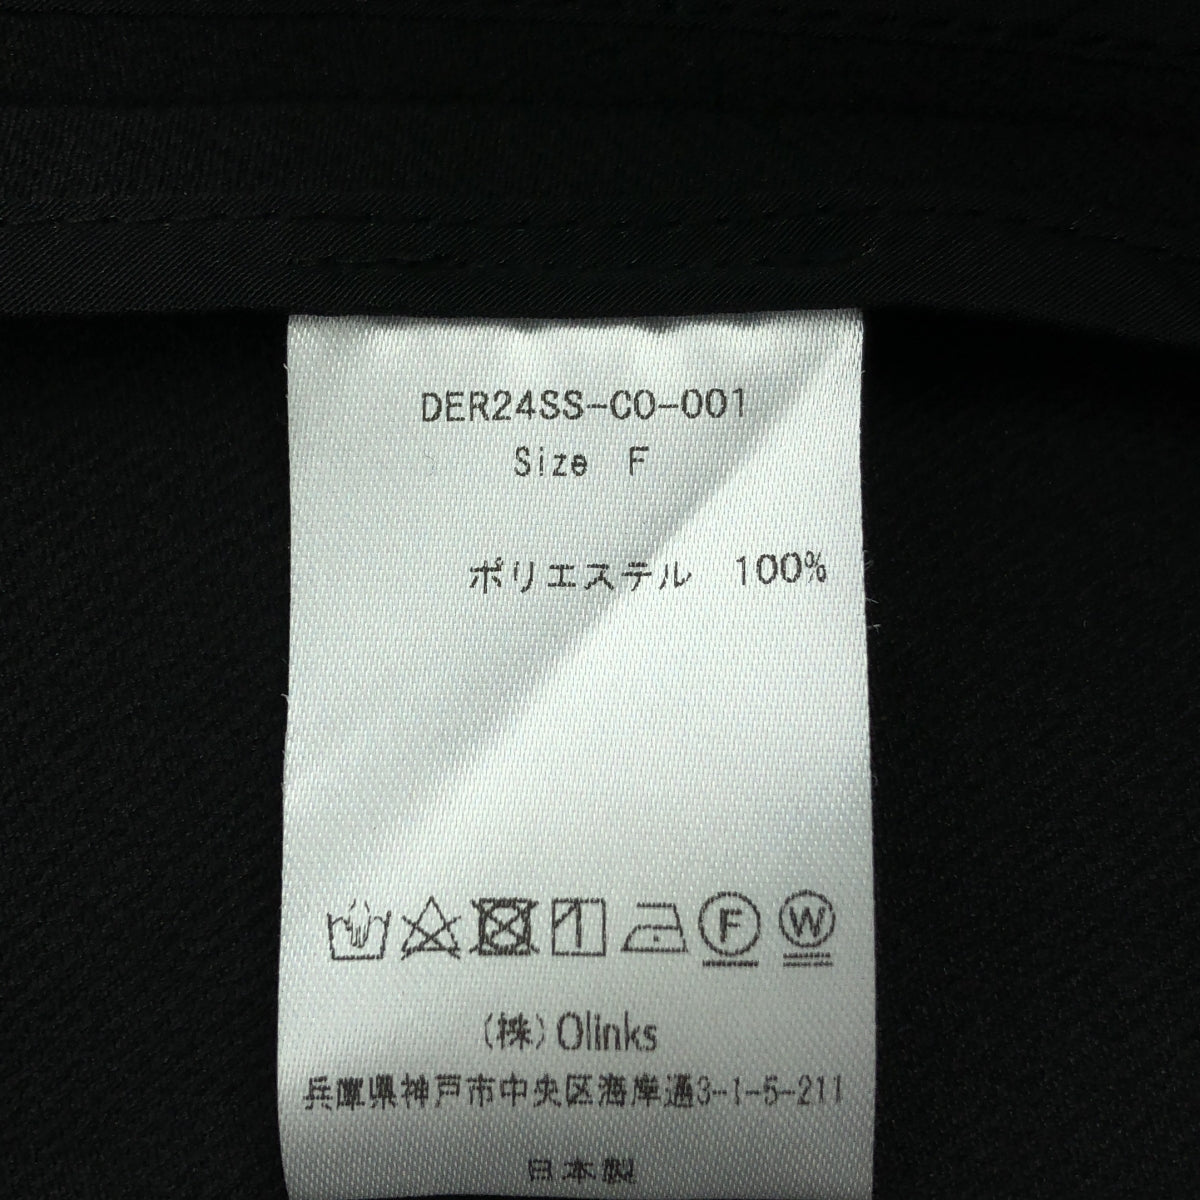 DER24SS-CO-001
Size F
ポリエステル 100%
F W
(株) Olinks
兵庫県神戸市中央区海岸通3-1-5-211
日本製